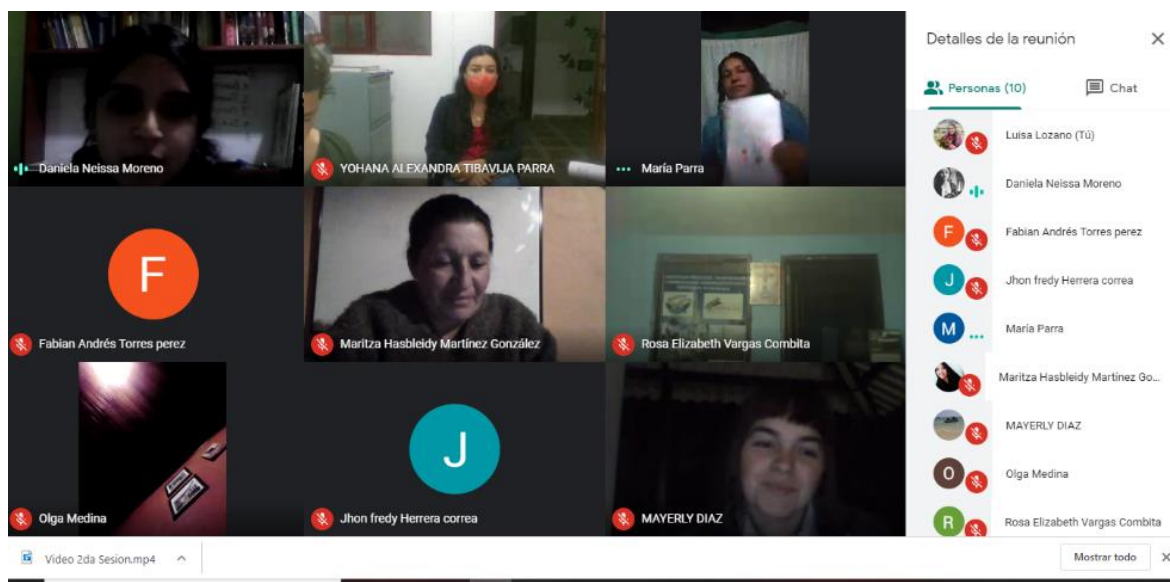 Daniela Neissa Moreno
YOHANA ALEXANDRA TIBAVIJA PARRA
María Parra
F
Fabian Andrés Torres perez
Maritza Hasbleidy Martínez González
Rosa Elizabeth Vargas Combita
Olga Medina
J
Jhon fredy Herrera correa
MAYERLY DIAZ
Detalles de la reunión
Personas (10)
Chat
Luisa Lozano (Tú)
Daniela Neissa Moreno
F
Fabian Andrés Torres perez
J
Jhon fredy Herrera correa
M
María Parra
Maritza Hasbleidy Martínez Go...
MAYERLY DIAZ
O
Olga Medina
R
Rosa Elizabeth Vargas Combita
Video 2da Sesion.mp4
Mostrar todo